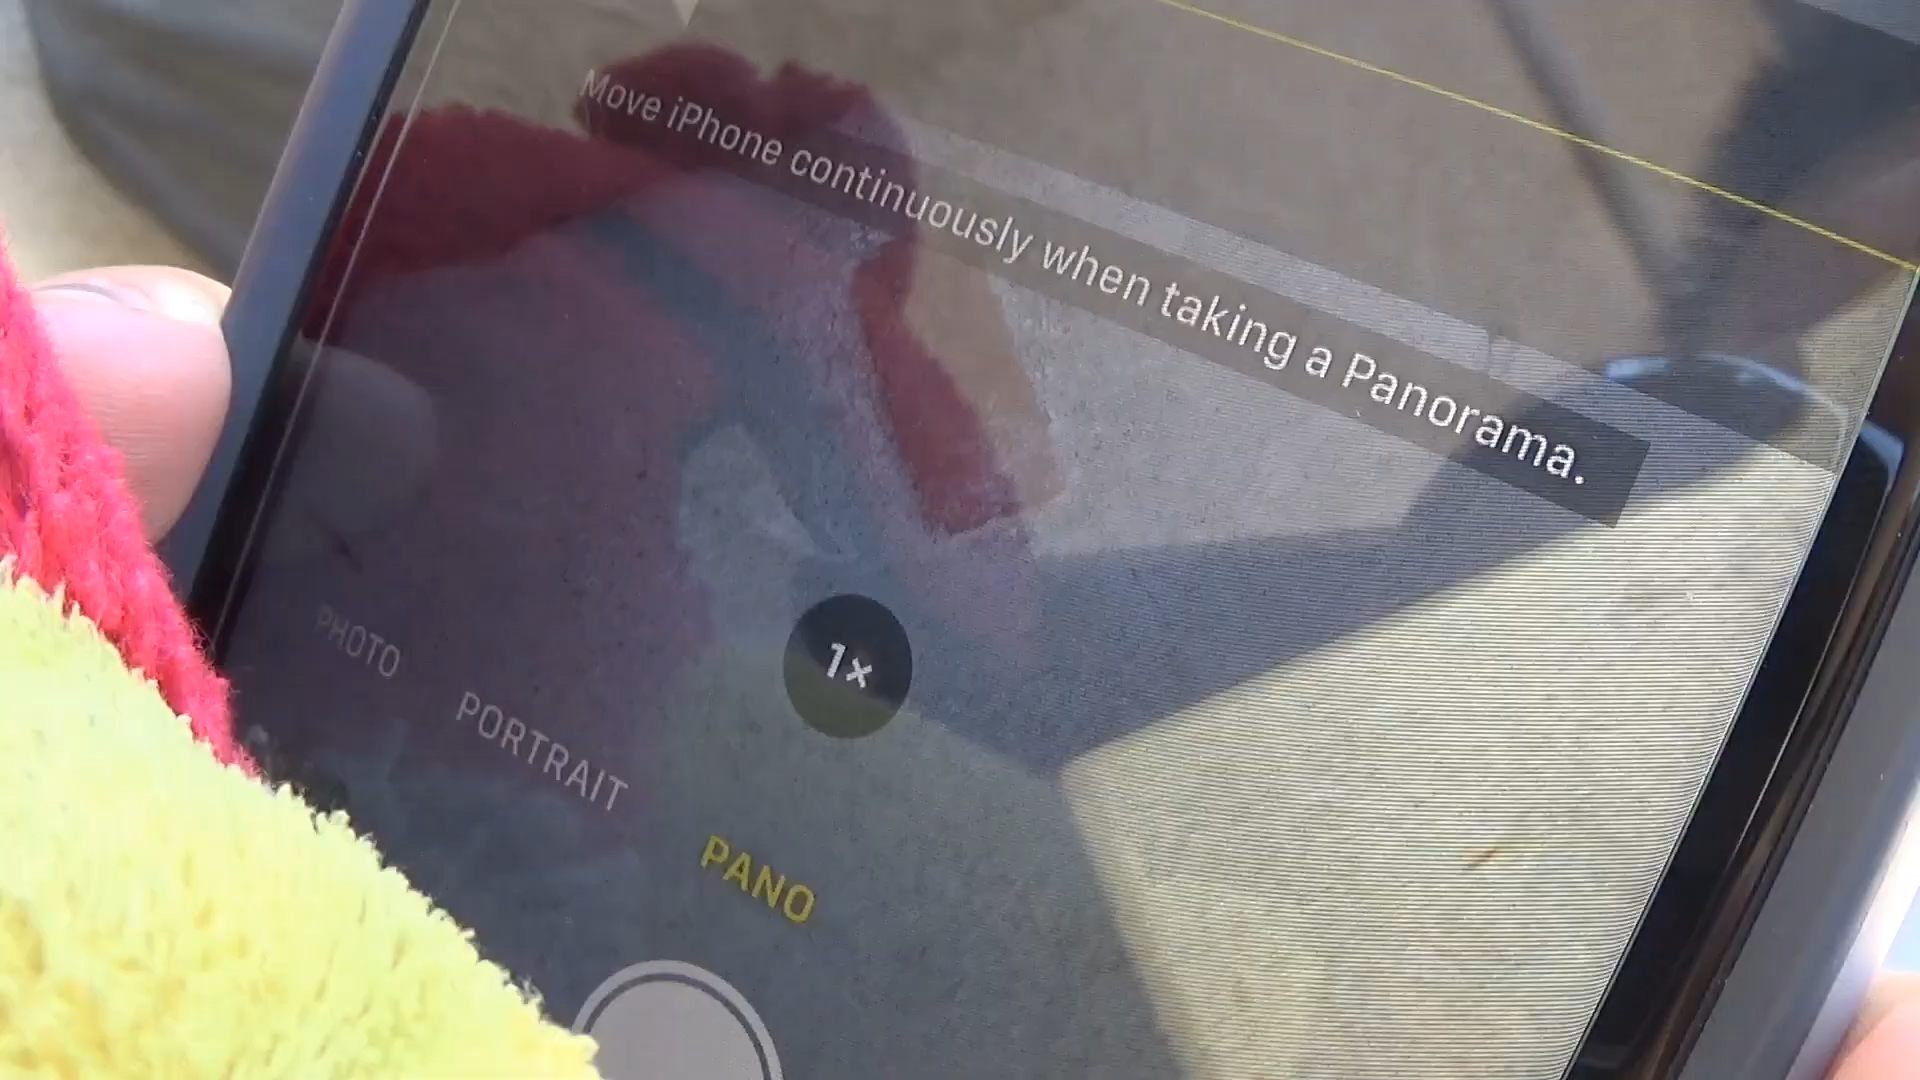 Move iPhone continuously when taking a Panorama.
1×
PHOTO
PORTRAIT
PANO